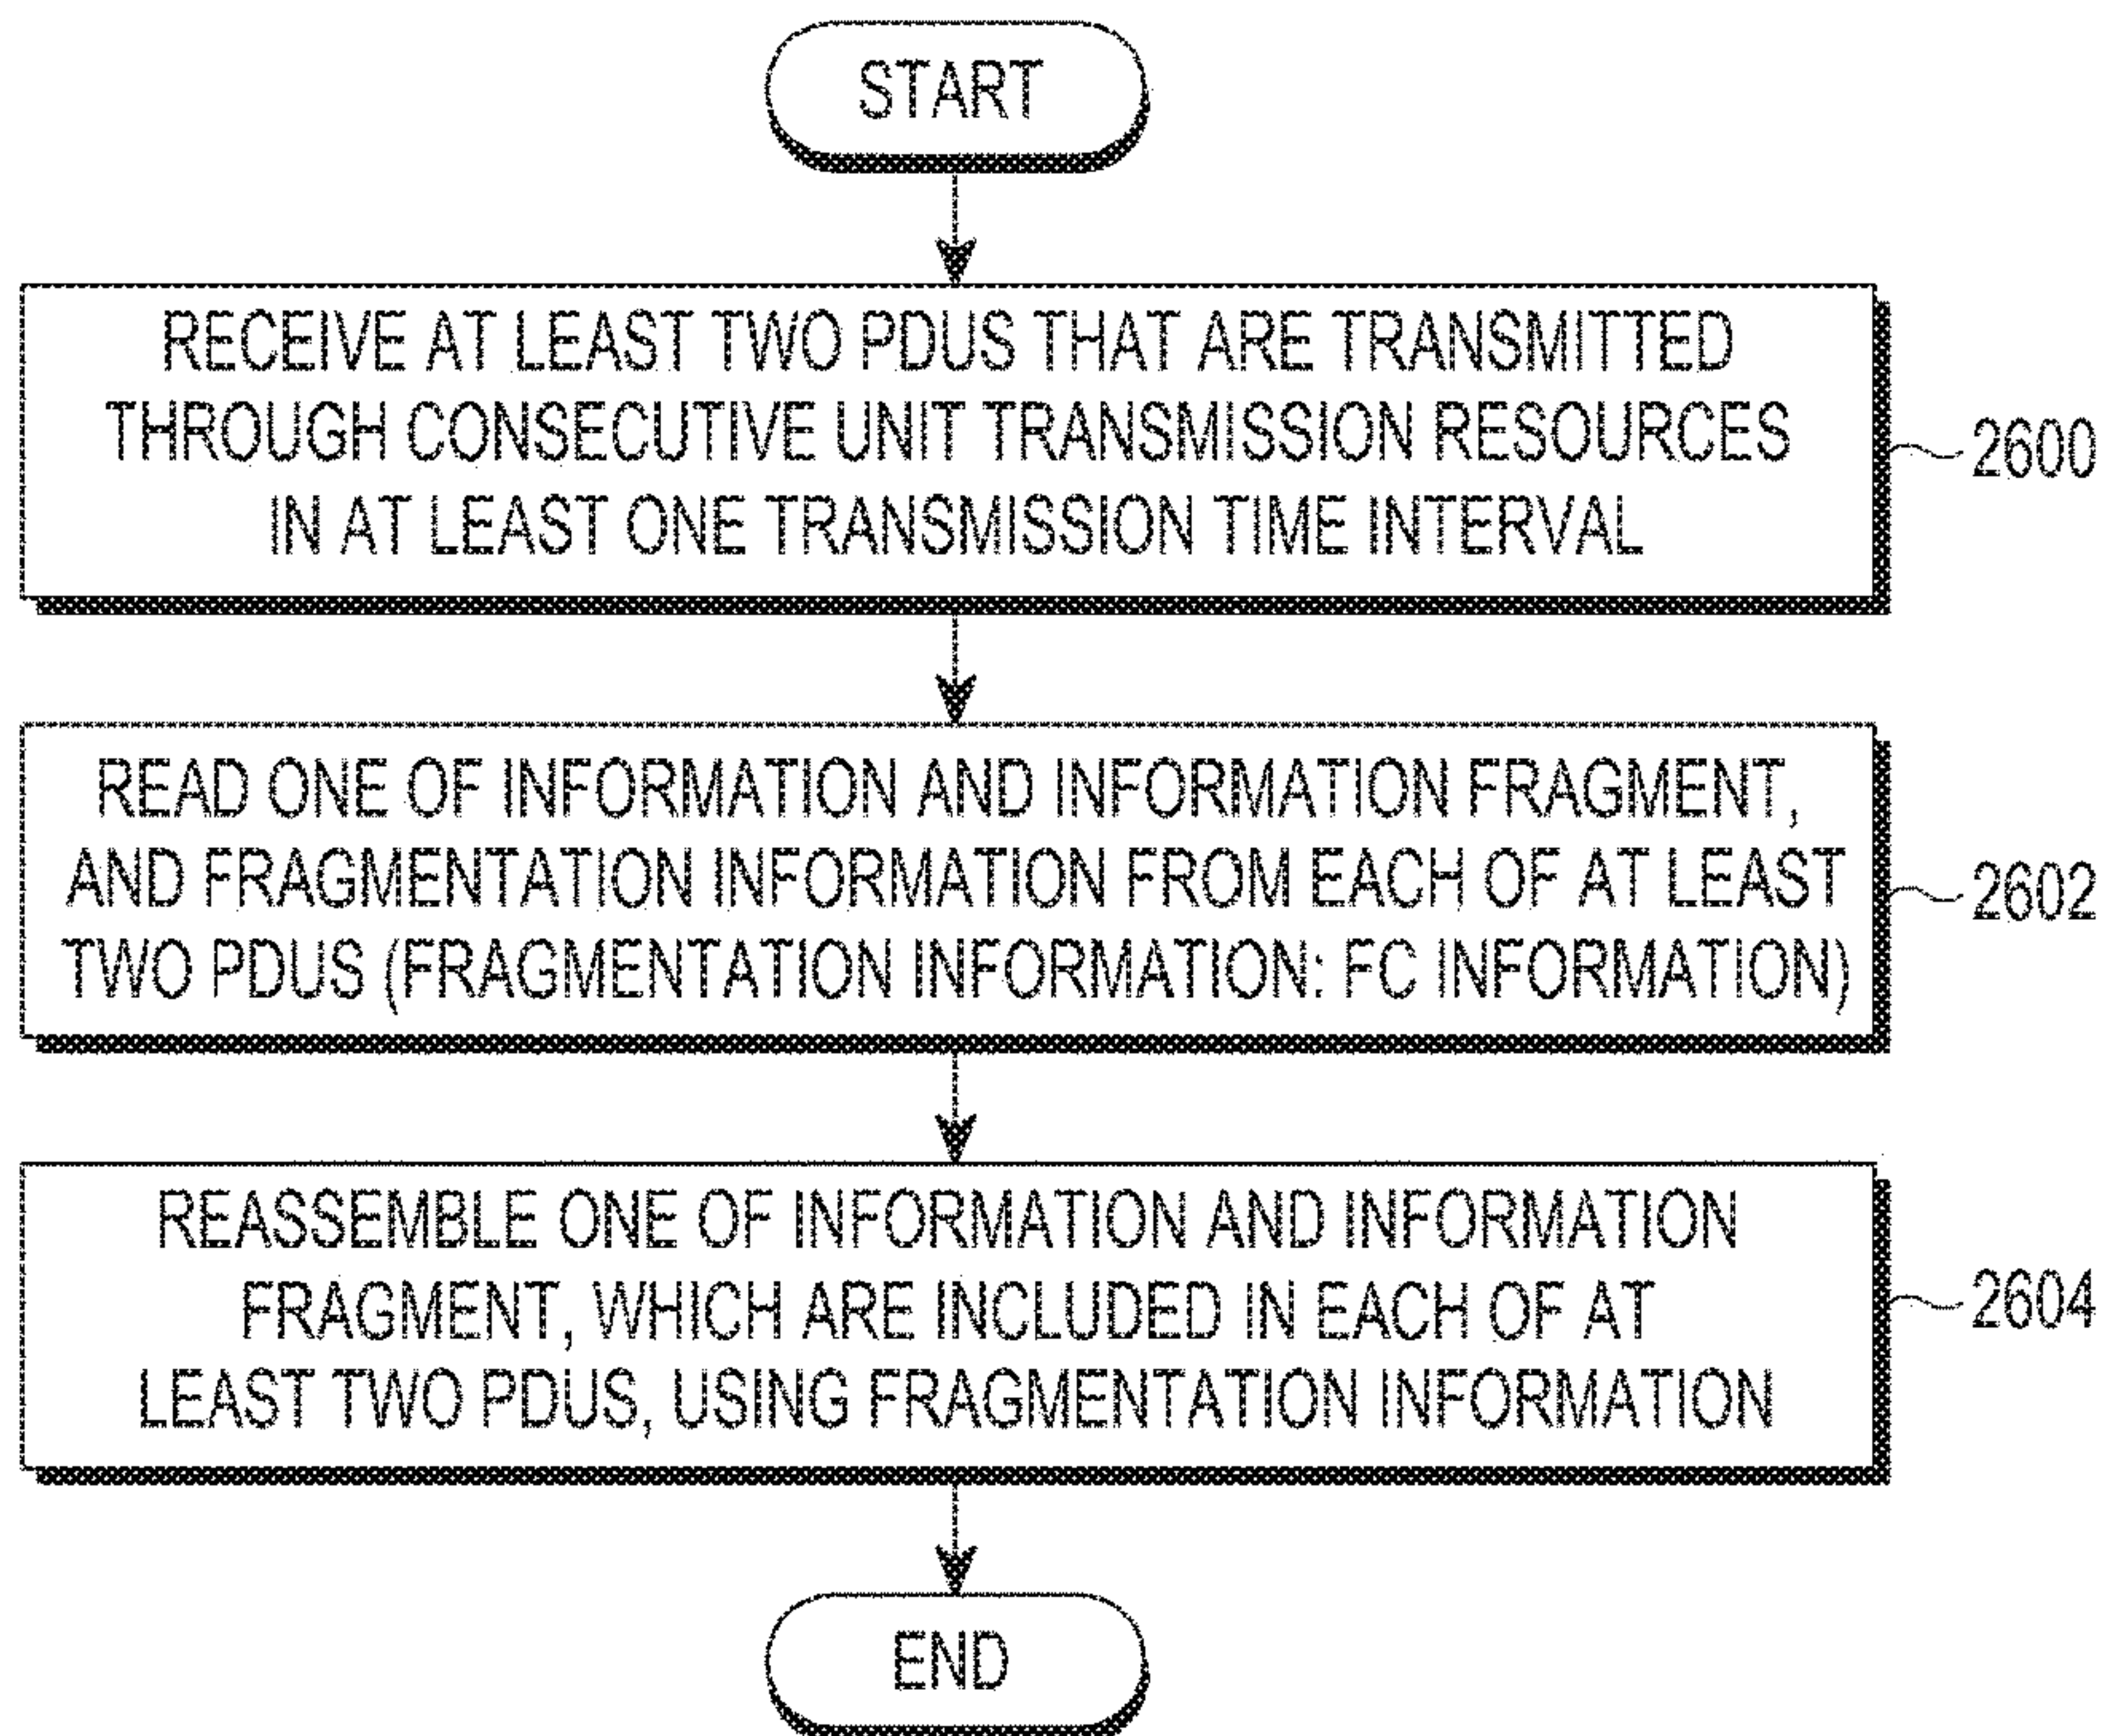 START
RECEIVE AT LEAST TWO PDUS THAT ARE TRANSMITTED
THROUGH CONSECUTIVE UNIT TRANSMISSION RESOURCES
IN AT LEAST ONE TRANSMISSION TIME INTERVAL
2600
READ ONE OF INFORMATION AND INFORMATION FRAGMENT,
AND FRAGMENTATION INFORMATION FROM EACH OF AT LEAST
TWO PDUS (FRAGMENTATION INFORMATION: FC INFORMATION)
2602
REASSEMBLE ONE OF INFORMATION AND INFORMATION
FRAGMENT, WHICH ARE INCLUDED IN EACH OF AT
LEAST TWO PDUS, USING FRAGMENTATION INFORMATION
2604
END